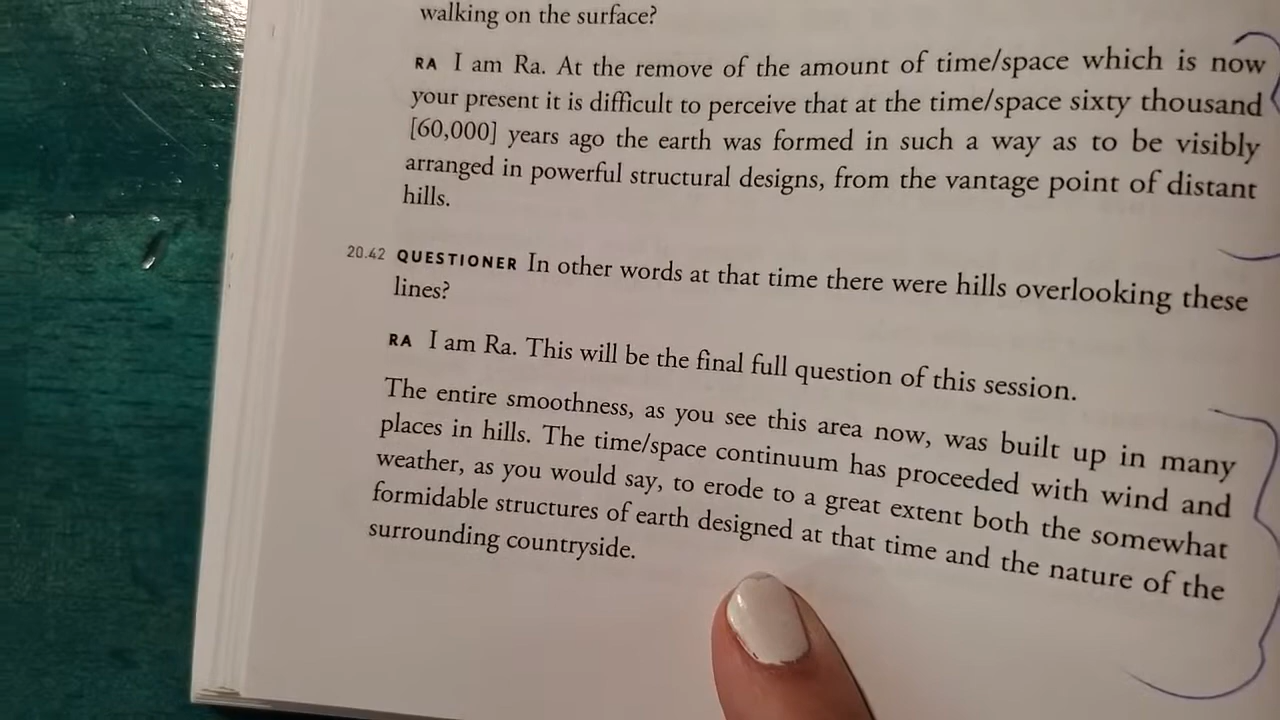 walking on the surface?
RA I am Ra. At the remove of the amount of time/space which is now
your present it is difficult to perceive that at the time/space sixty thousand
[60,000] years ago the earth was formed in such a way as to be visibly
arranged in powerful structural designs, from the vantage point of distant
hills.
20.42 QUESTIONER In other words at that time there were hills overlooking these
lines?
RA I am Ra. This will be the final full question of this session.
The entire smoothness, as you see this area now, was built up in many
places in hills. The time/space continuum has proceeded with wind and
weather, as you would say, to erode to a great extent both the somewhat
formidable structures of earth designed at that time and the nature of the
surrounding countryside.